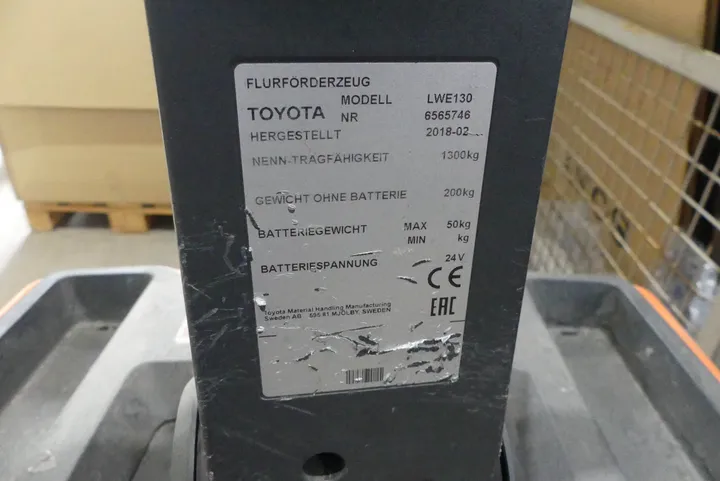 FLURFÖRDERZEUG
TOYOTA MODELL LWE130
NR 6565746
HERGESTELLT 2018-02
NENN-TRAGFÄHIGKEIT 1300kg
GEWICHT OHNE BATTERIE 200kg
BATTERIEGEWICHT MAX 50kg
MIN kg
BATTERIESPANNUNG 24V
CE
EAC
Toyota Material Handling Manufacturing
Sweden AB 595 81 MJÖLBY, SWEDEN